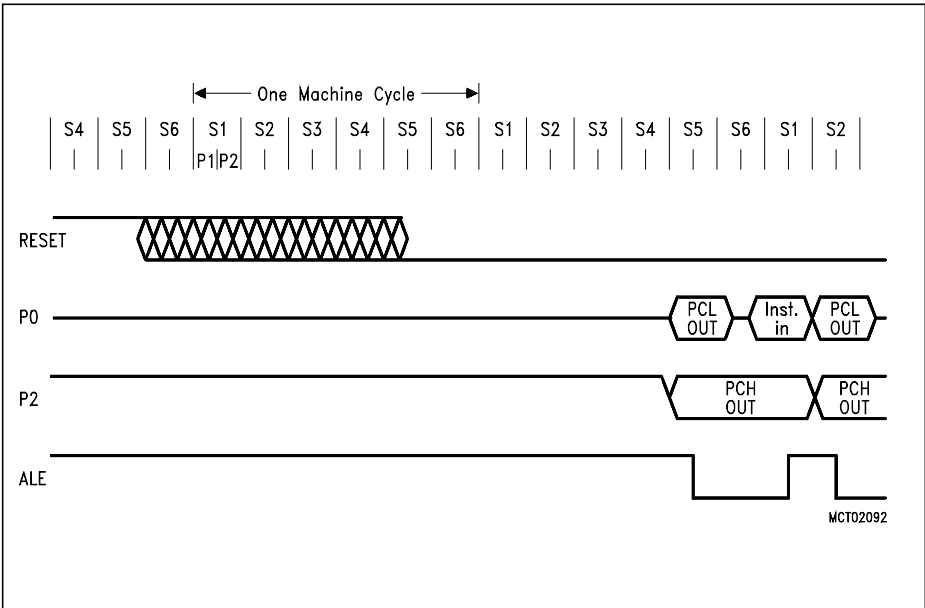 One Machine Cycle
S4 S5 S6 S1 S2 S3 S4 S5 S6 S1 S2 S3 S4 S5 S6 S1 S2
P1 P2
RESET
P0
PCL OUT
Inst. in
PCL OUT
P2
PCH OUT
PCH OUT
ALE
MCT02092